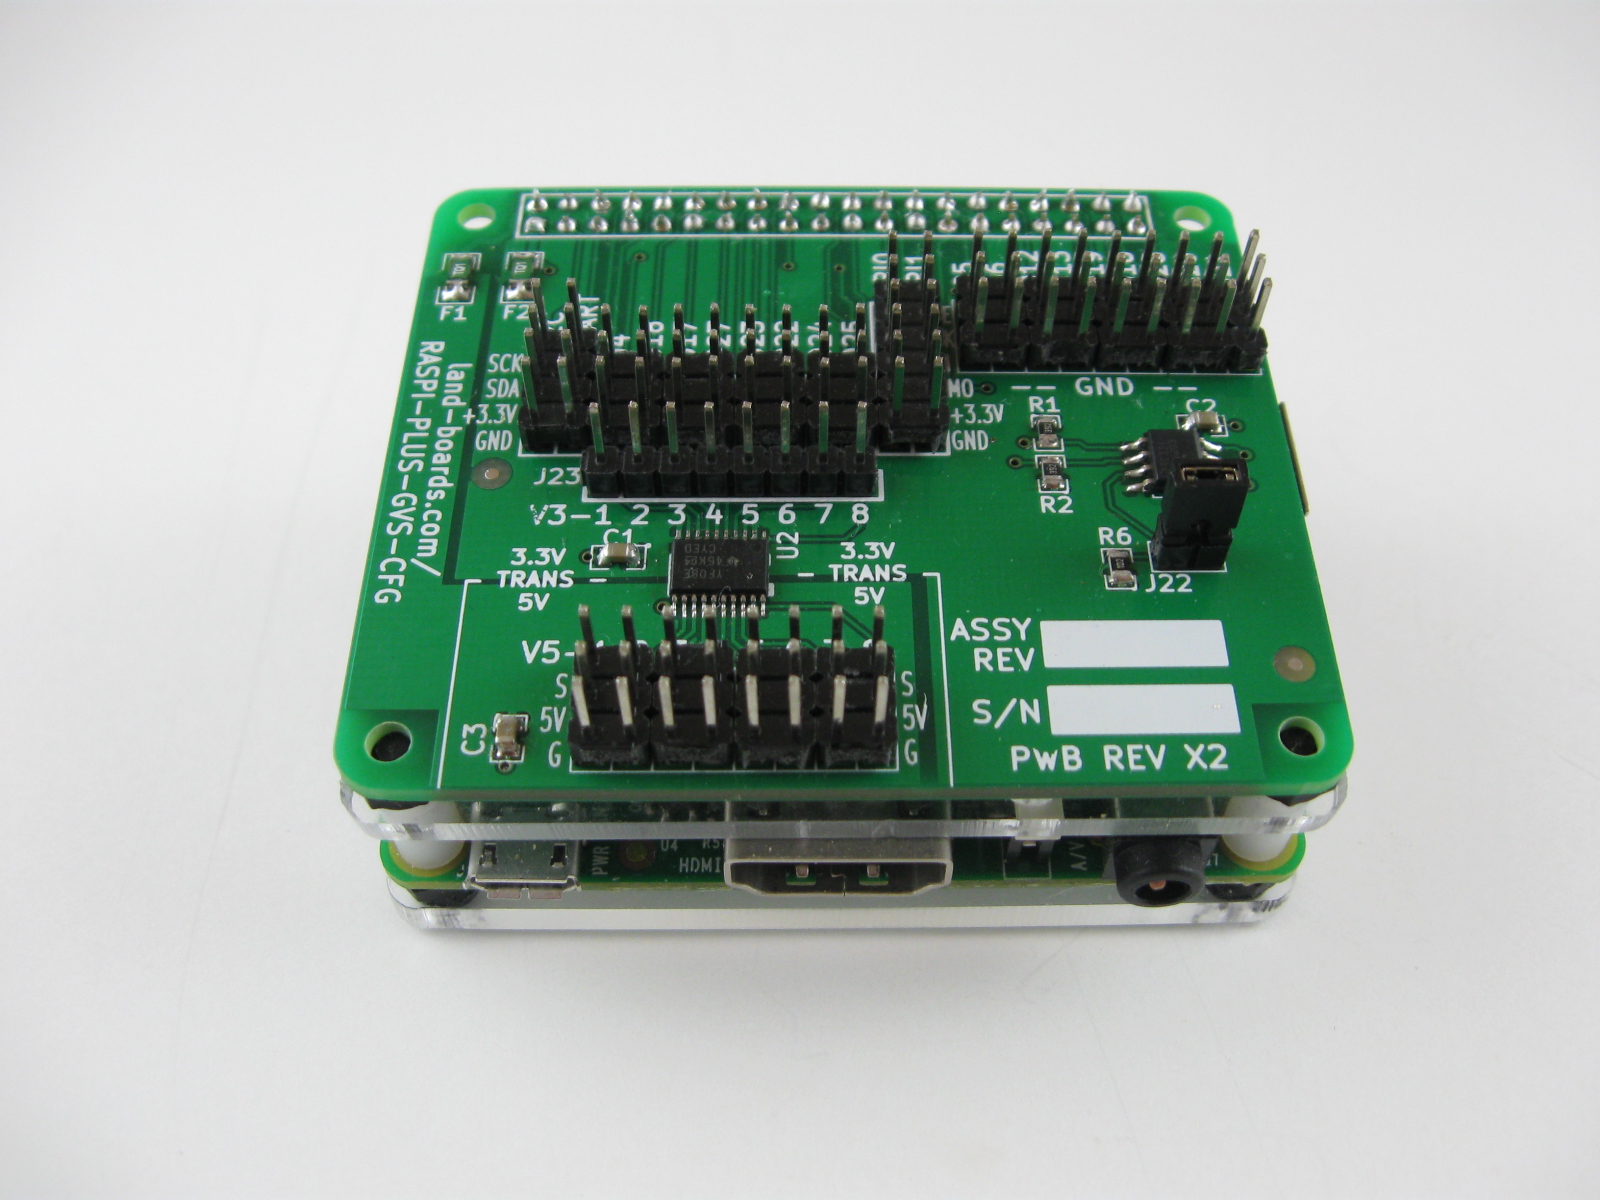 F1
F2
land-boards.com/
RASPI-PLUS-GVS-CFG
SCK
SDA
+3.3V
GND
MO
+3.3V
GND
-- GND --
R1
R2
C2
R6
J22
J23
V3-1 2 3 4 5 6 7 8
C1
U2
3.3V
TRANS
5V
3.3V
TRANS
5V
V5-
S
5V
G
S
5V
G
C3
ASSY
REV
S/N
PWB REV X2
PWR
U4
HDMI
A/V